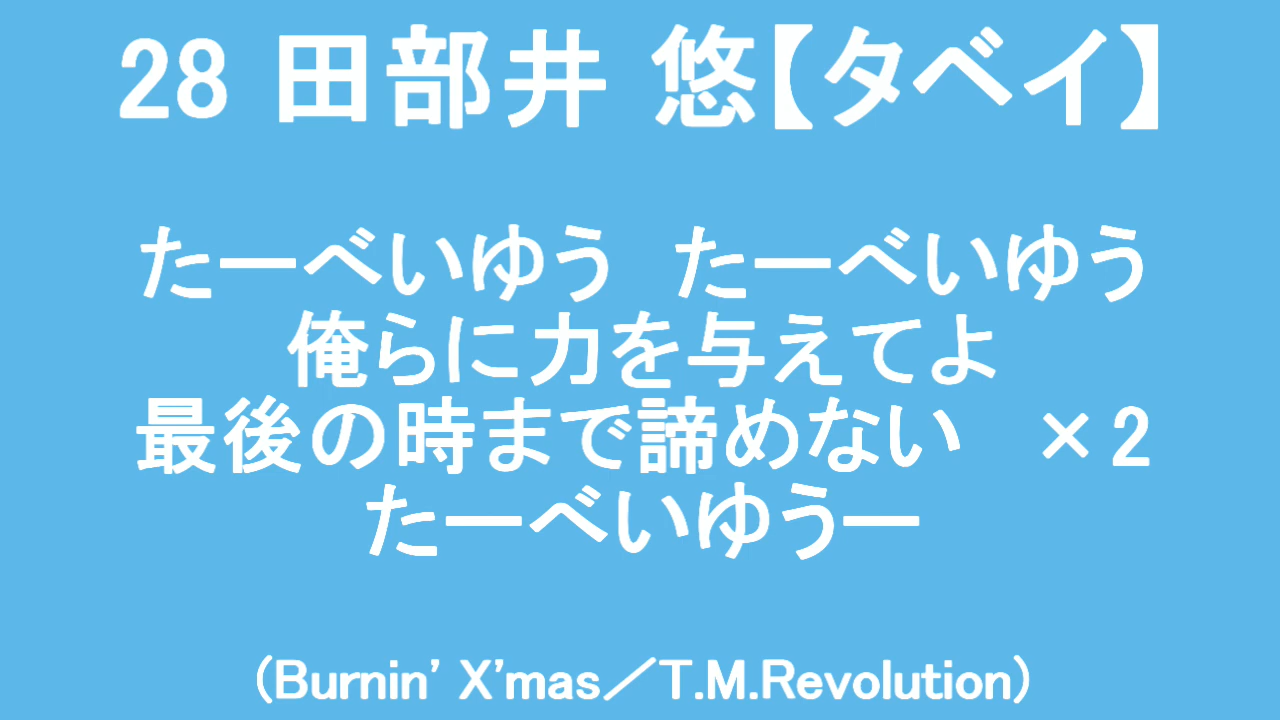 28 田部井 悠【タベイ】
たーべいゆう　たーべいゆう
俺らに力を与えてよ
最後の時まで諦めない　×2
たーべいゆうー
（Burnin’ X’mas／T.M.Revolution）